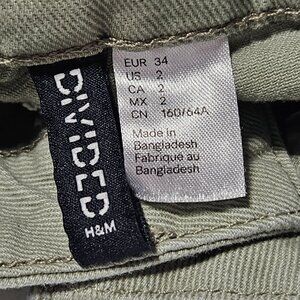 DIVIDED
H&M
EUR 34
US 2
CA 2
MX 2
CN 160/64A
Made in
Bangladesh
Fabriqué au
Bangladesh